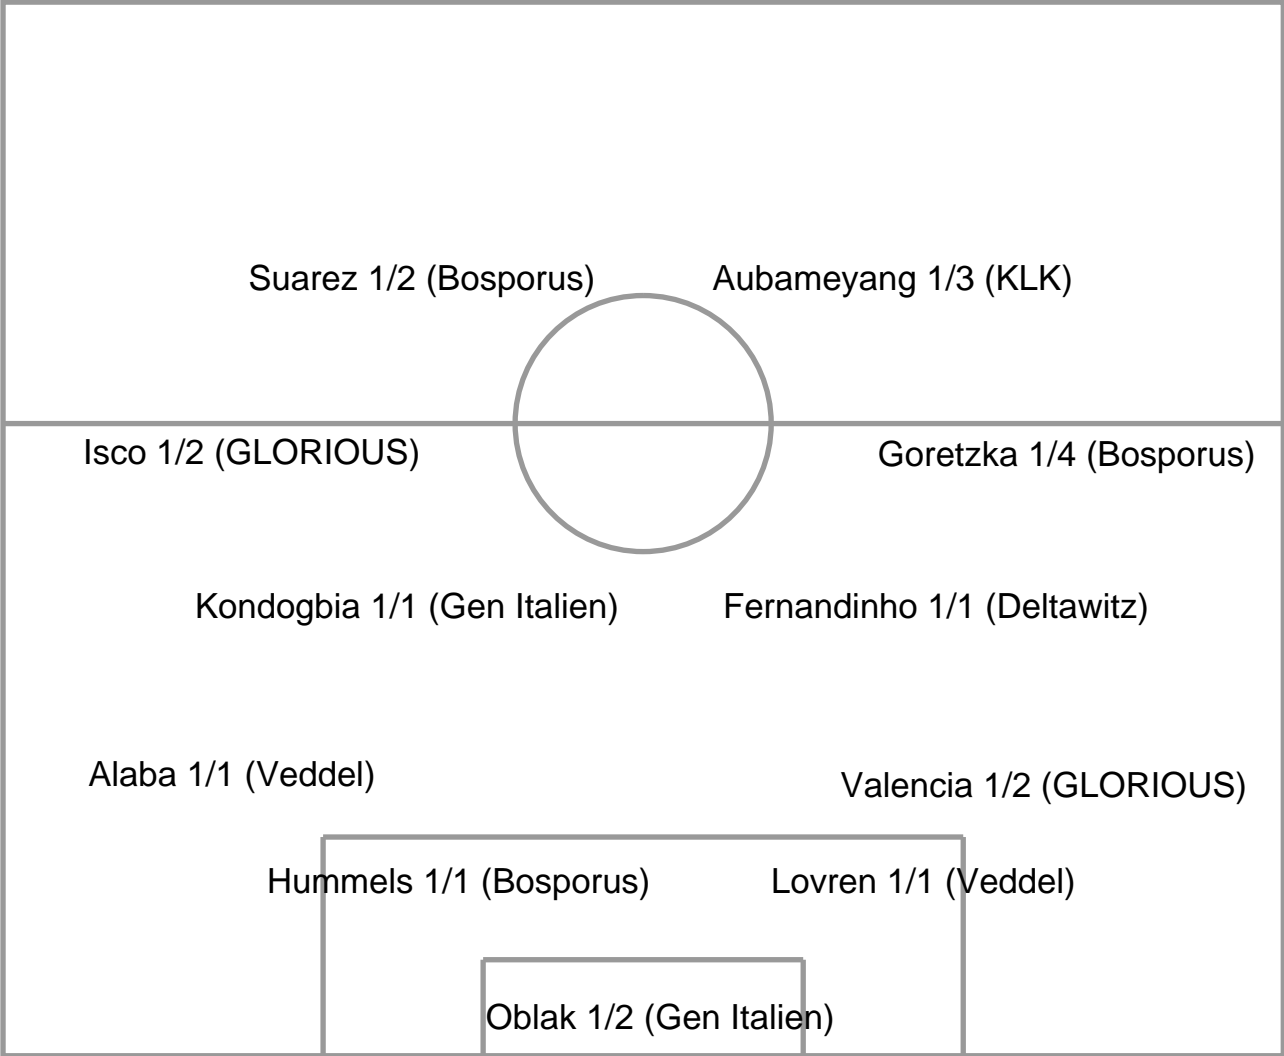 Suarez 1/2 (Bosporus)
Aubameyang 1/3 (KLK)
Isco 1/2 (GLORIOUS)
Goretzka 1/4 (Bosporus)
Kondogbia 1/1 (Gen Italien)
Fernandinho 1/1 (Deltawitz)
Alaba 1/1 (Veddel)
Valencia 1/2 (GLORIOUS)
Hummels 1/1 (Bosporus)
Lovren 1/1 (Veddel)
Oblak 1/2 (Gen Italien)